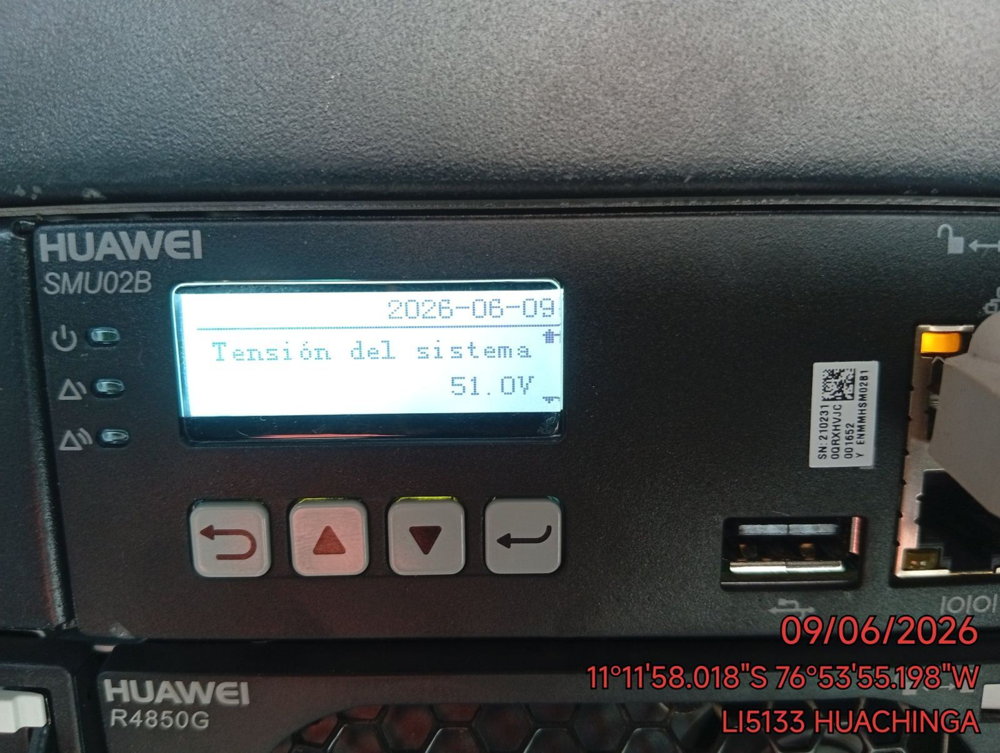 HUAWEI
SMU02B
2026-06-09
Tensión del sistema
51.0V
SN:210231
0QRXHVJC
001652
Y ENMMHSM02B1
IOIOI
HUAWEI
R4850G
09/06/2026
11°11'58.018"S 76°53'55.198"W
LI5133 HUACHINGA